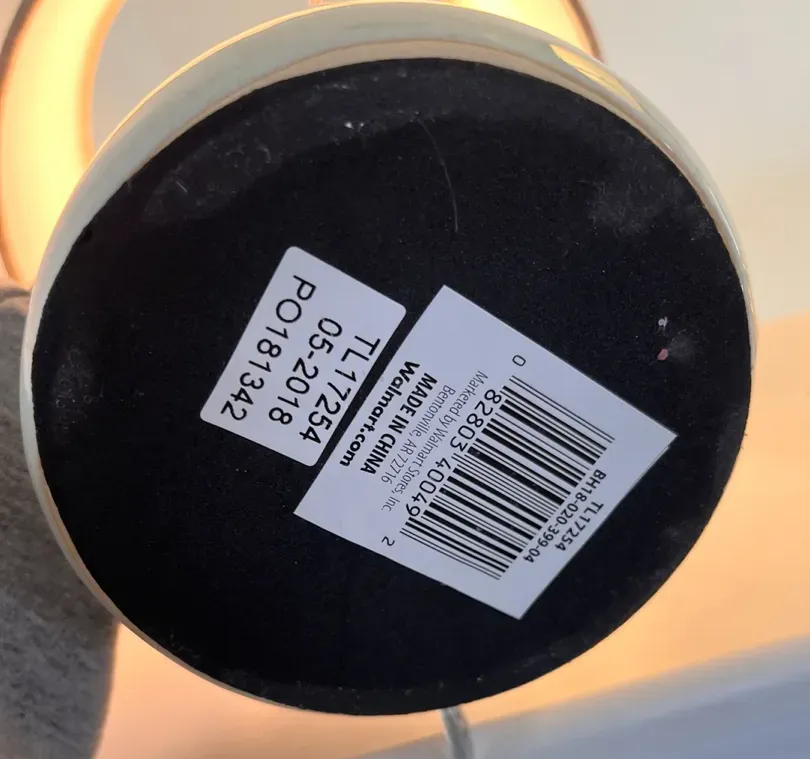 TL17254
05-2018
PO181342
TL17254
BH18-020-399-04
0 82803 40049 2
Marketed by Walmart Stores, Inc
Bentonville, AR 72716
MADE IN CHINA
Walmart.com